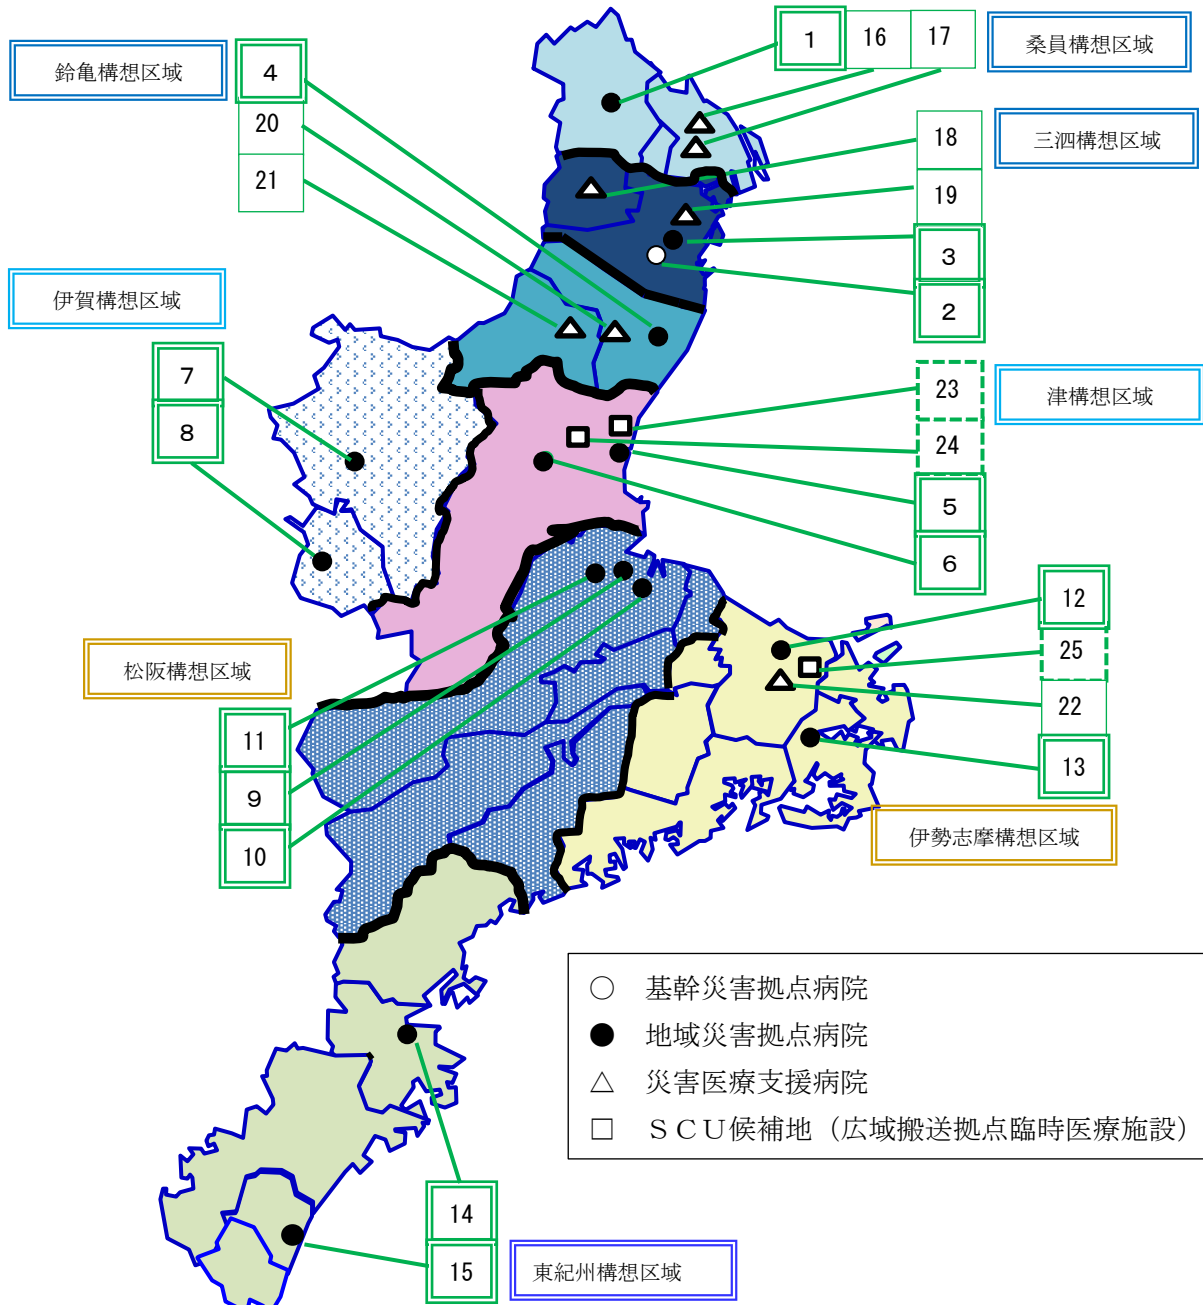 1 16 17 桑員構想区域
鈴亀構想区域 4
20
21
18 三泗構想区域
19
3
2
伊賀構想区域
7
8
23 津構想区域
24
5
6
12
25
22
13
松阪構想区域
11
9
10
伊勢志摩構想区域
○ 基幹災害拠点病院
● 地域災害拠点病院
△ 災害医療支援病院
□ ＳＣＵ候補地（広域搬送拠点臨時医療施設）
14
15 東紀州構想区域